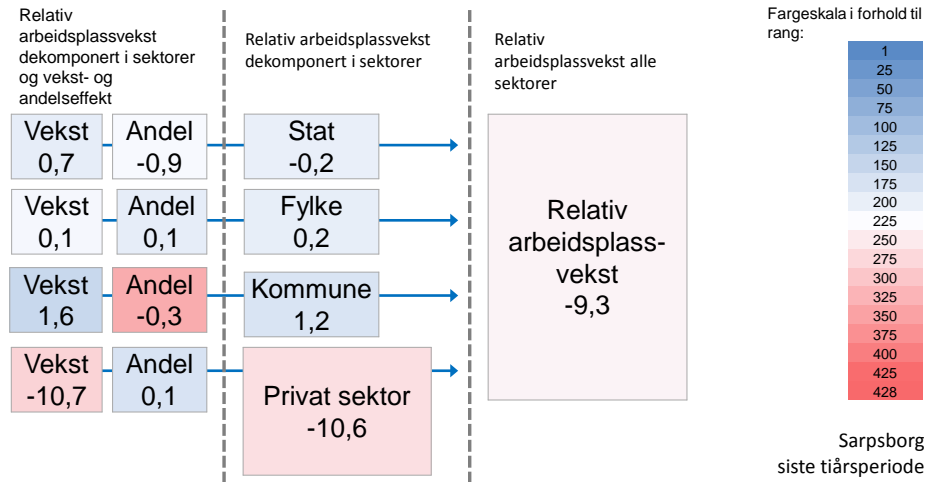 Relativ
arbeidsplassvekst
dekomponert i sektorer
og vekst- og
andelseffekt
Relativ arbeidsplassvekst
dekomponert i sektorer
Relativ
arbeidsplassvekst alle
sektorer
Fargeskala i forhold til
rang:
Vekst
0,7
Andel
-0,9
Stat
-0,2
Vekst
0,1
Andel
0,1
Fylke
0,2
Vekst
1,6
Andel
-0,3
Kommune
1,2
Vekst
-10,7
Andel
0,1
Privat sektor
-10,6
Relativ
arbeidsplass-
vekst
-9,3
1
25
50
75
100
125
150
175
200
225
250
275
300
325
350
375
400
425
428
Sarpsborg
siste tiårsperiode